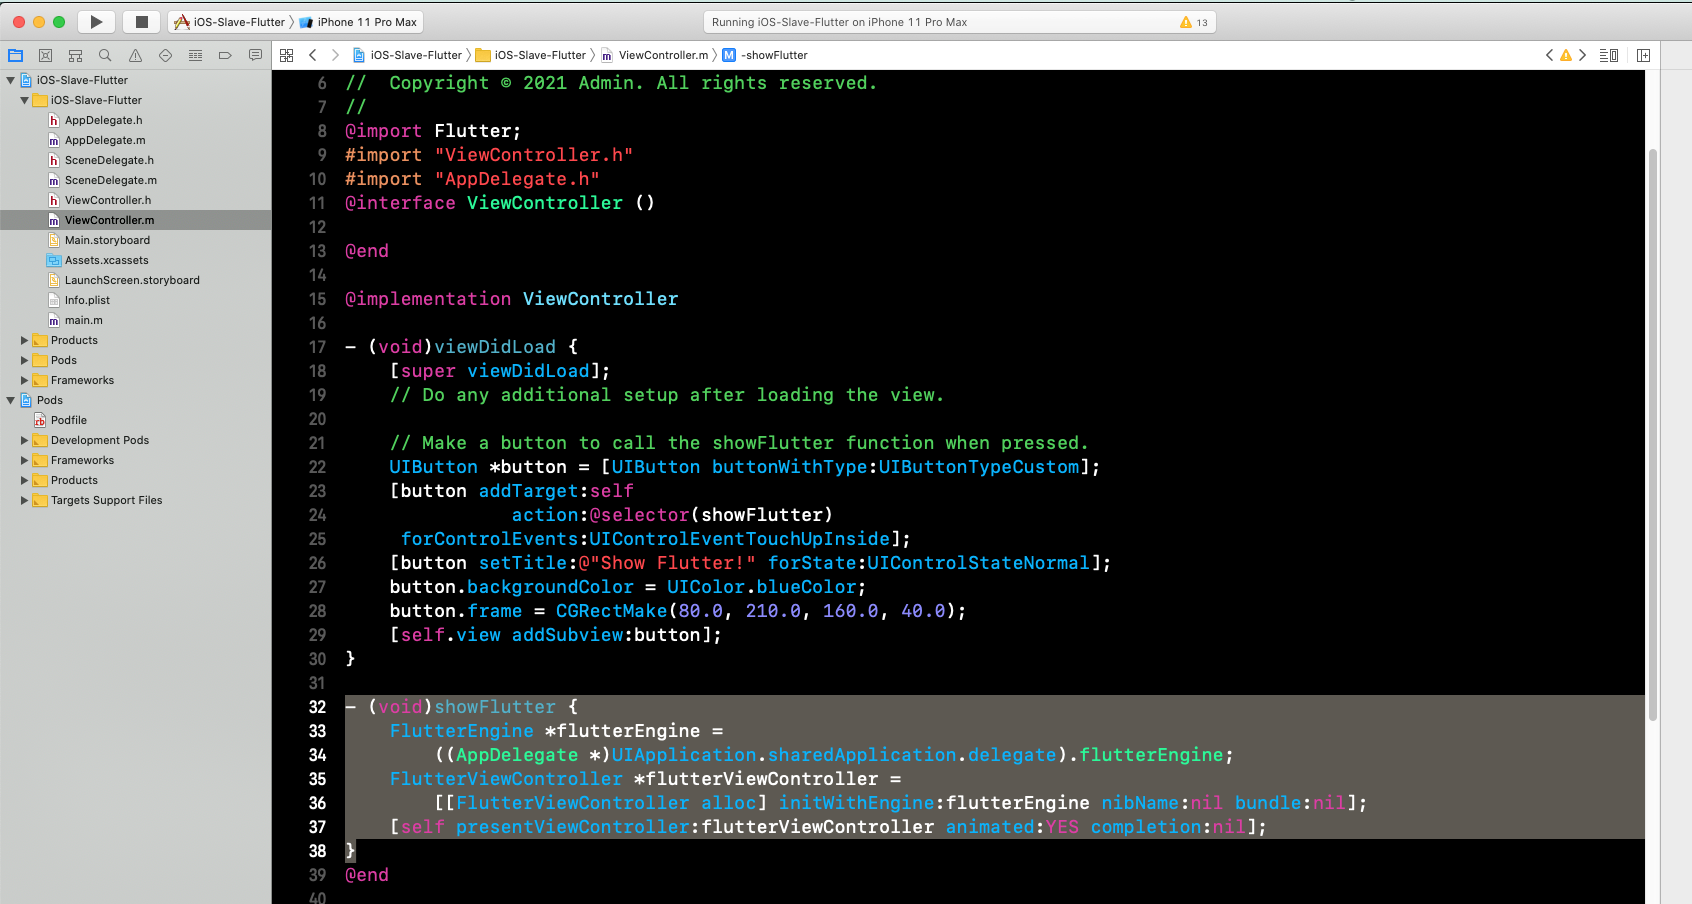 iOS-Slave-Flutter 〉 iPhone 11 Pro Max
Running iOS-Slave-Flutter on iPhone 11 Pro Max
13
iOS-Slave-Flutter 〉 iOS-Slave-Flutter 〉 ViewController.m 〉 M -showFlutter
iOS-Slave-Flutter
iOS-Slave-Flutter
h AppDelegate.h
m AppDelegate.m
h SceneDelegate.h
m SceneDelegate.m
h ViewController.h
m ViewController.m
Main.storyboard
Assets.xcassets
LaunchScreen.storyboard
Info.plist
m main.m
Products
Pods
Frameworks
Pods
rb Podfile
Development Pods
Frameworks
Products
Targets Support Files
6 //  Copyright © 2021 Admin. All rights reserved.
7 //
8 @import Flutter;
9 #import "ViewController.h"
10 #import "AppDelegate.h"
11 @interface ViewController ()
12
13 @end
14
15 @implementation ViewController
16
17 - (void)viewDidLoad {
18     [super viewDidLoad];
19     // Do any additional setup after loading the view.
20
21     // Make a button to call the showFlutter function when pressed.
22     UIButton *button = [UIButton buttonWithType:UIButtonTypeCustom];
23     [button addTarget:self
24                action:@selector(showFlutter)
25      forControlEvents:UIControlEventTouchUpInside];
26     [button setTitle:@"Show Flutter!" forState:UIControlStateNormal];
27     button.backgroundColor = UIColor.blueColor;
28     button.frame = CGRectMake(80.0, 210.0, 160.0, 40.0);
29     [self.view addSubview:button];
30 }
31
32 - (void)showFlutter {
33     FlutterEngine *flutterEngine =
34         ((AppDelegate *)UIApplication.sharedApplication.delegate).flutterEngine;
35     FlutterViewController *flutterViewController =
36         [[FlutterViewController alloc] initWithEngine:flutterEngine nibName:nil bundle:nil];
37     [self presentViewController:flutterViewController animated:YES completion:nil];
38 }
39 @end
40